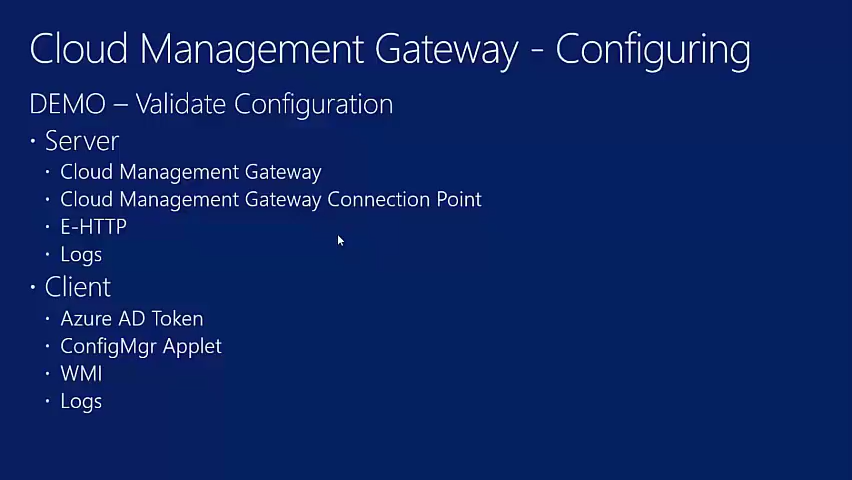 Cloud Management Gateway - Configuring
DEMO – Validate Configuration
• Server
• Cloud Management Gateway
• Cloud Management Gateway Connection Point
• E-HTTP
• Logs
• Client
• Azure AD Token
• ConfigMgr Applet
• WMI
• Logs